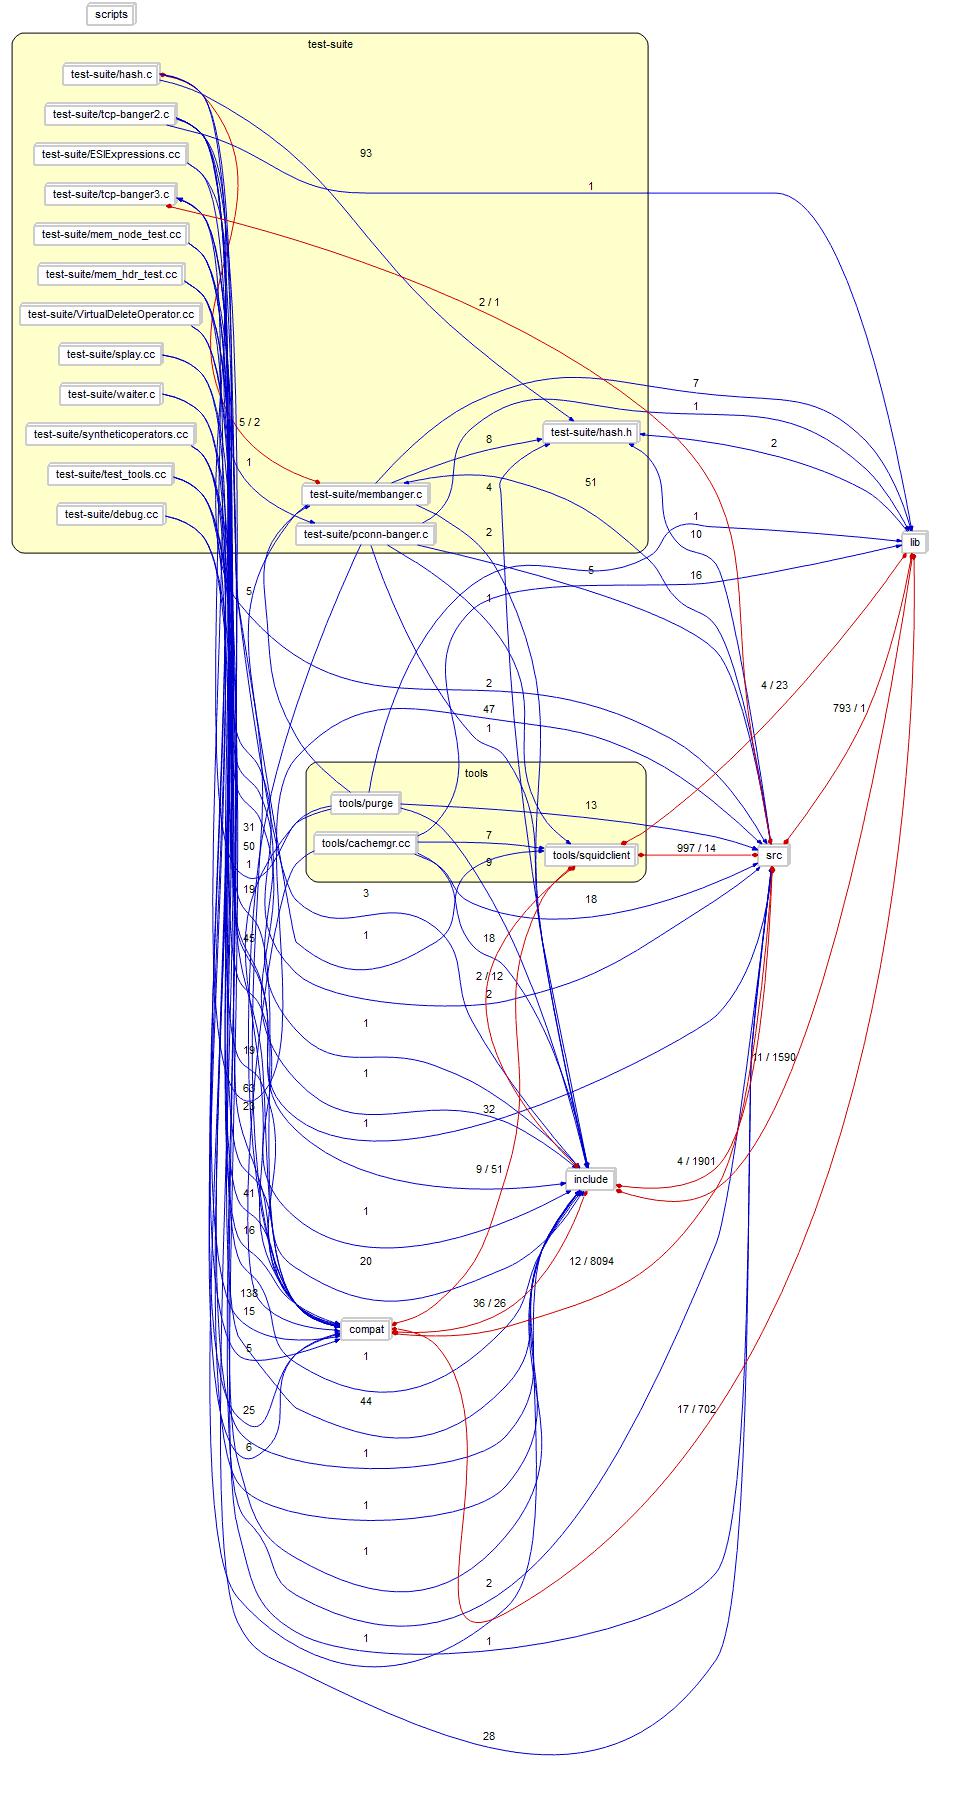 scripts
test-suite
test-suite/hash.c
test-suite/tcp-banger2.c
test-suite/ESIExpressions.cc
93
1
test-suite/tcp-banger3.c
test-suite/mem_node_test.cc
test-suite/mem_hdr_test.cc
2 / 1
test-suite/VirtualDeleteOperator.cc
test-suite/splay.cc
7
test-suite/waiter.c
1
5 / 2
test-suite/hash.h
test-suite/syntheticoperators.cc
8
2
1
test-suite/test_tools.cc
51
4
test-suite/membanger.c
test-suite/debug.cc
1
2
10
test-suite/pconn-banger.c
lib
5
16
5
1
2
4 / 23
47
793 / 1
1
tools
tools/purge
13
31
7
tools/cachemgr.cc
50
997 / 14
tools/squidclient
src
1
9
19
3
18
45
1
18
2 / 12
2
1
19
11 / 1590
1
63
23
32
1
4 / 1901
9 / 51
include
41
1
16
20
12 / 8094
138
36 / 26
15
compat
5
1
44
25
17 / 702
6
1
1
1
2
1
1
28